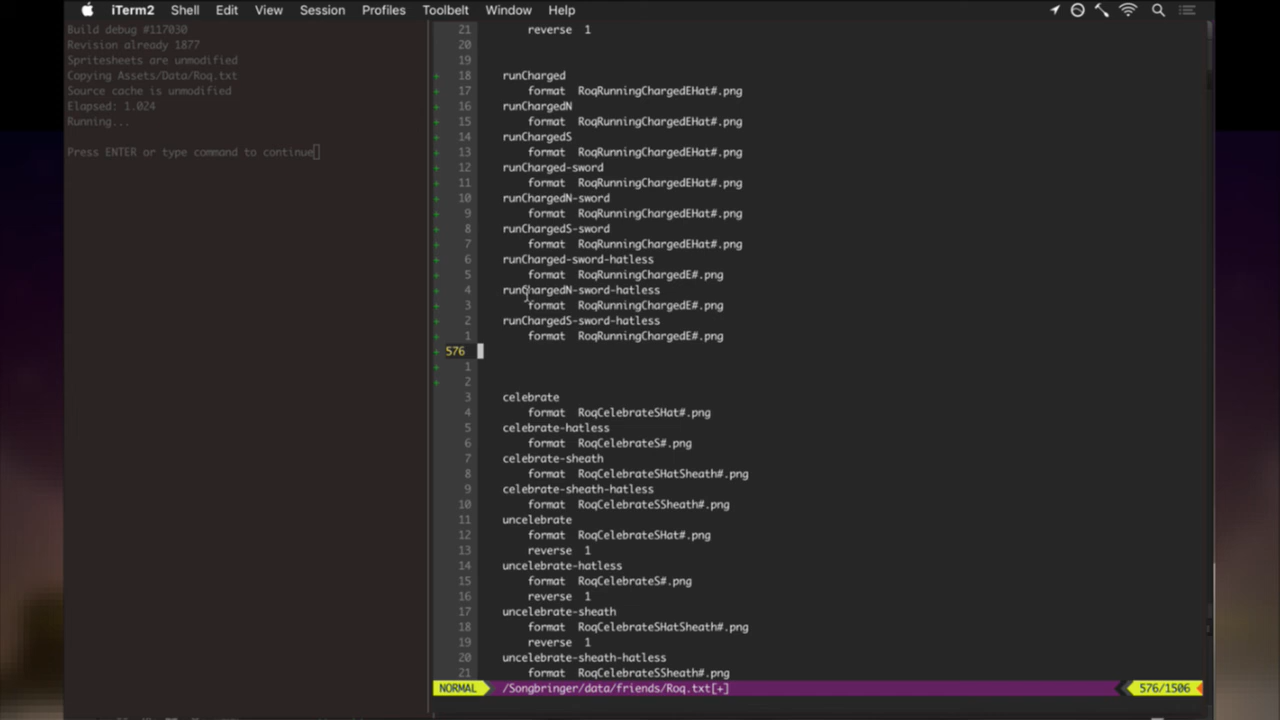 iTerm2 Shell Edit View Session Profiles Toolbelt Window Help
Build debug #117030
Revision already 1877
Spritesheets are unmodified
Copying Assets/Data/Roq.txt
Source cache is unmodified
Elapsed: 1.024
Running...
Press ENTER or type command to continue
21 reverse 1
20
19
+ 18 runCharged
+ 17 format RoqRunningChargedEHat#.png
+ 16 runChargedN
+ 15 format RoqRunningChargedEHat#.png
+ 14 runChargedS
+ 13 format RoqRunningChargedEHat#.png
+ 12 runCharged-sword
+ 11 format RoqRunningChargedEHat#.png
+ 10 runChargedN-sword
+ 9 format RoqRunningChargedEHat#.png
+ 8 runChargedS-sword
+ 7 format RoqRunningChargedEHat#.png
+ 6 runCharged-sword-hatless
+ 5 format RoqRunningChargedE#.png
+ 4 runChargedN-sword-hatless
+ 3 format RoqRunningChargedE#.png
+ 2 runChargedS-sword-hatless
+ 1 format RoqRunningChargedE#.png
+ 576
+ 1
+ 2
3 celebrate
4 format RoqCelebrateSHat#.png
5 celebrate-hatless
6 format RoqCelebrateS#.png
7 celebrate-sheath
8 format RoqCelebrateSHatSheath#.png
9 celebrate-sheath-hatless
10 format RoqCelebrateSSheath#.png
11 uncelebrate
12 format RoqCelebrateSHat#.png
13 reverse 1
14 uncelebrate-hatless
15 format RoqCelebrateS#.png
16 reverse 1
17 uncelebrate-sheath
18 format RoqCelebrateSHatSheath#.png
19 reverse 1
20 uncelebrate-sheath-hatless
21 format RoqCelebrateSSheath#.png
NORMAL /Songbringer/data/friends/Roq.txt[+] 576/1506